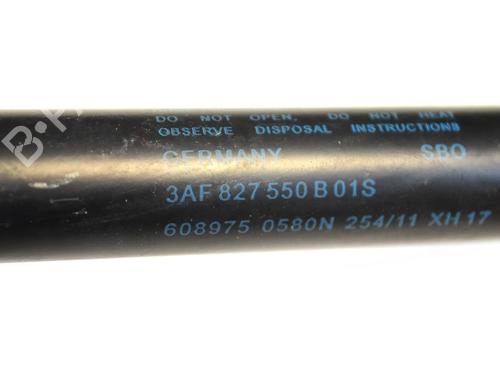 DO NOT OPEN, DO NOT HEAT
OBSERVE DISPOSAL INSTRUCTIONS
GERMANY SBO
3AF 827 550 B 01S
608975 0580N 254/11 XH 17